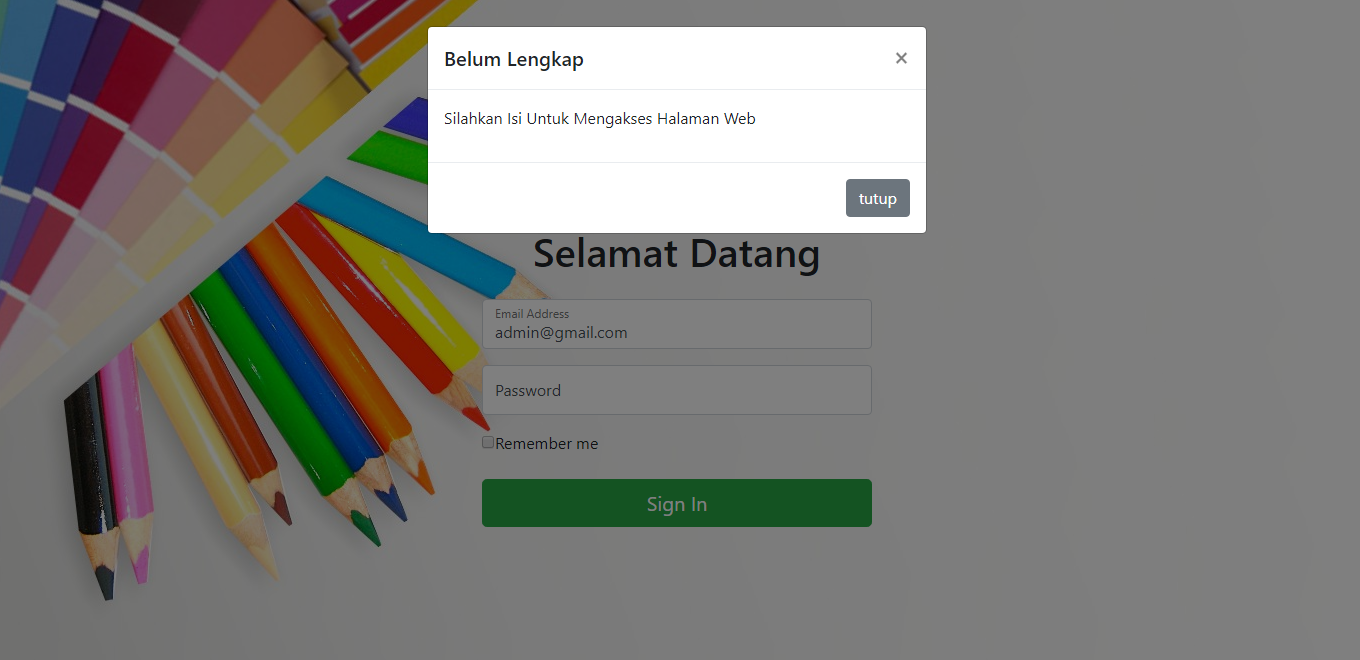 Belum Lengkap
×
Silahkan Isi Untuk Mengakses Halaman Web
tutup
Selamat Datang
Email Address
admin@gmail.com
Password
Remember me
Sign In